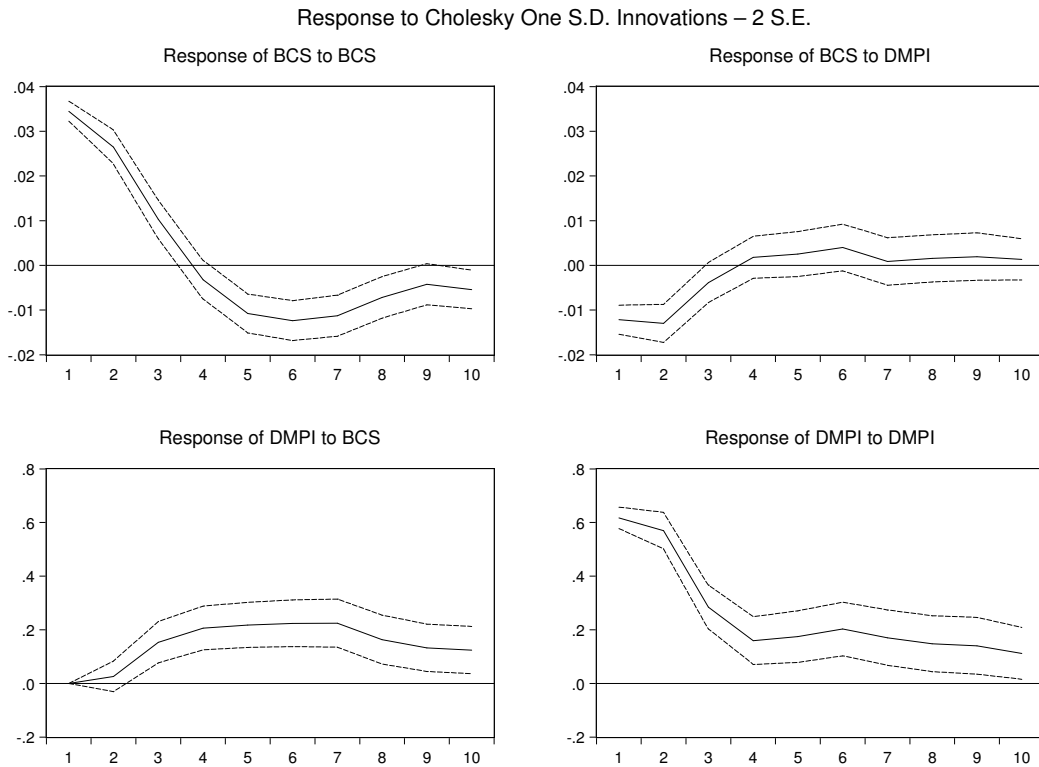 Response to Cholesky One S.D. Innovations – 2 S.E.
Response of BCS to BCS
.04
.03
.02
.01
.00
-.01
-.02
1 2 3 4 5 6 7 8 9 10
Response of BCS to DMPI
.04
.03
.02
.01
.00
-.01
-.02
1 2 3 4 5 6 7 8 9 10
Response of DMPI to BCS
.8
.6
.4
.2
.0
-.2
1 2 3 4 5 6 7 8 9 10
Response of DMPI to DMPI
.8
.6
.4
.2
.0
-.2
1 2 3 4 5 6 7 8 9 10